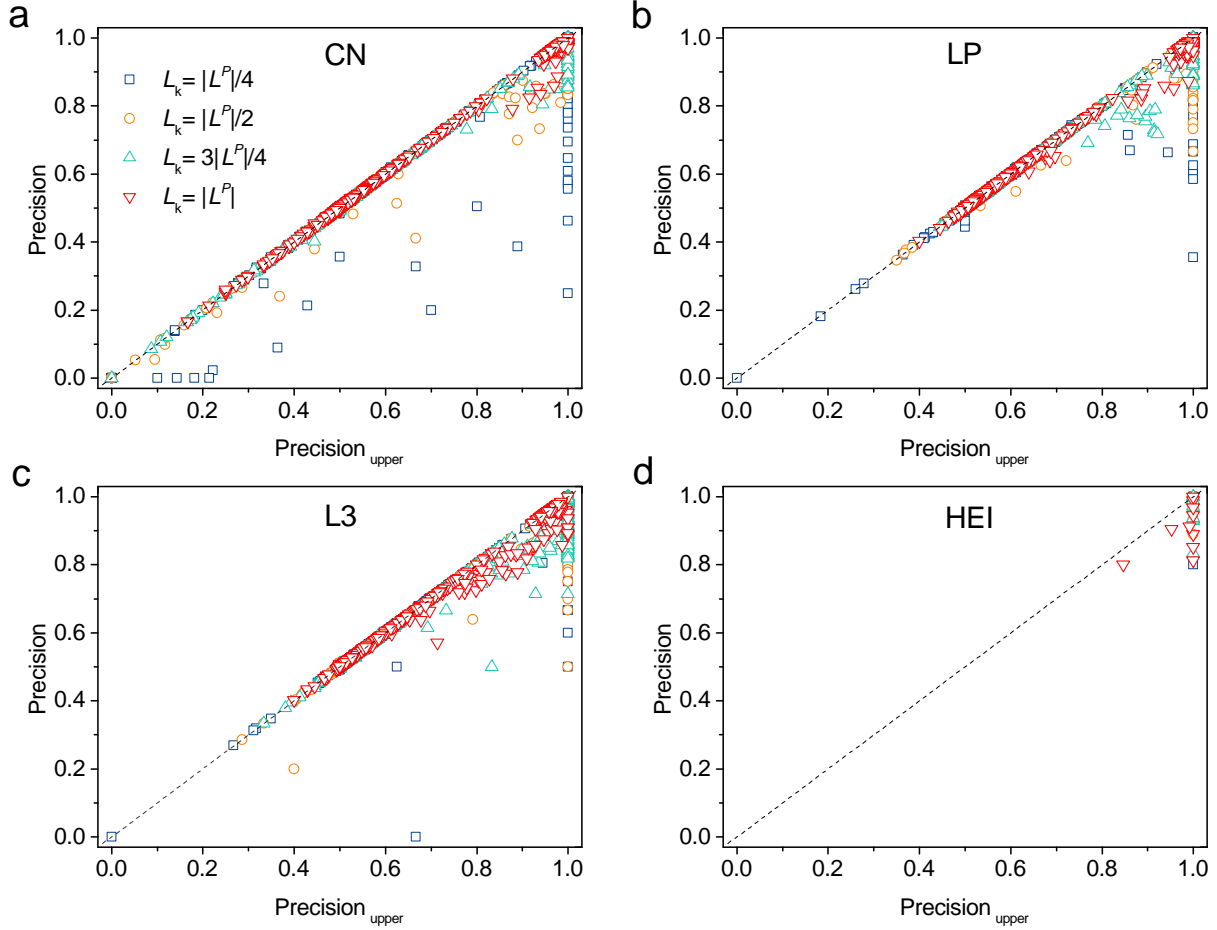 a
CN
1.0
0.8
0.6
0.4
0.2
0.0
Precision
L_k = |L^P|/4
L_k = |L^P|/2
L_k = 3|L^P|/4
L_k = |L^P|
0.0 0.2 0.4 0.6 0.8 1.0
Precision upper
b
LP
1.0
0.8
0.6
0.4
0.2
0.0
Precision
0.0 0.2 0.4 0.6 0.8 1.0
Precision upper
c
L3
1.0
0.8
0.6
0.4
0.2
0.0
Precision
0.0 0.2 0.4 0.6 0.8 1.0
Precision upper
d
HEI
1.0
0.8
0.6
0.4
0.2
0.0
Precision
0.0 0.2 0.4 0.6 0.8 1.0
Precision upper